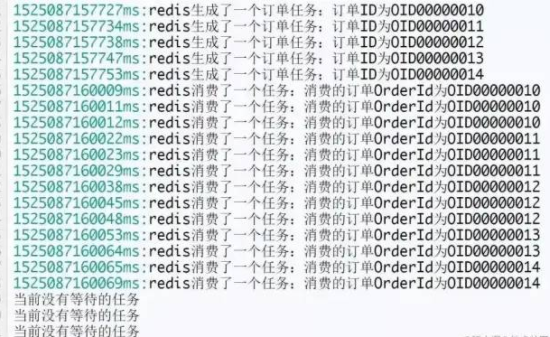 1525087157727ms:redis生成了一个订单任务：订单ID为OID00000010
1525087157734ms:redis生成了一个订单任务：订单ID为OID00000011
1525087157738ms:redis生成了一个订单任务：订单ID为OID00000012
1525087157747ms:redis生成了一个订单任务：订单ID为OID00000013
1525087157753ms:redis生成了一个订单任务：订单ID为OID00000014
1525087160009ms:redis消费了一个任务：消费的订单OrderId为OID00000010
1525087160011ms:redis消费了一个任务：消费的订单OrderId为OID00000010
1525087160012ms:redis消费了一个任务：消费的订单OrderId为OID00000010
1525087160022ms:redis消费了一个任务：消费的订单OrderId为OID00000011
1525087160023ms:redis消费了一个任务：消费的订单OrderId为OID00000011
1525087160029ms:redis消费了一个任务：消费的订单OrderId为OID00000011
1525087160038ms:redis消费了一个任务：消费的订单OrderId为OID00000012
1525087160045ms:redis消费了一个任务：消费的订单OrderId为OID00000012
1525087160048ms:redis消费了一个任务：消费的订单OrderId为OID00000012
1525087160053ms:redis消费了一个任务：消费的订单OrderId为OID00000013
1525087160064ms:redis消费了一个任务：消费的订单OrderId为OID00000013
1525087160065ms:redis消费了一个任务：消费的订单OrderId为OID00000014
1525087160069ms:redis消费了一个任务：消费的订单OrderId为OID00000014
当前没有等待的任务
当前没有等待的任务
当前没有等待的任务